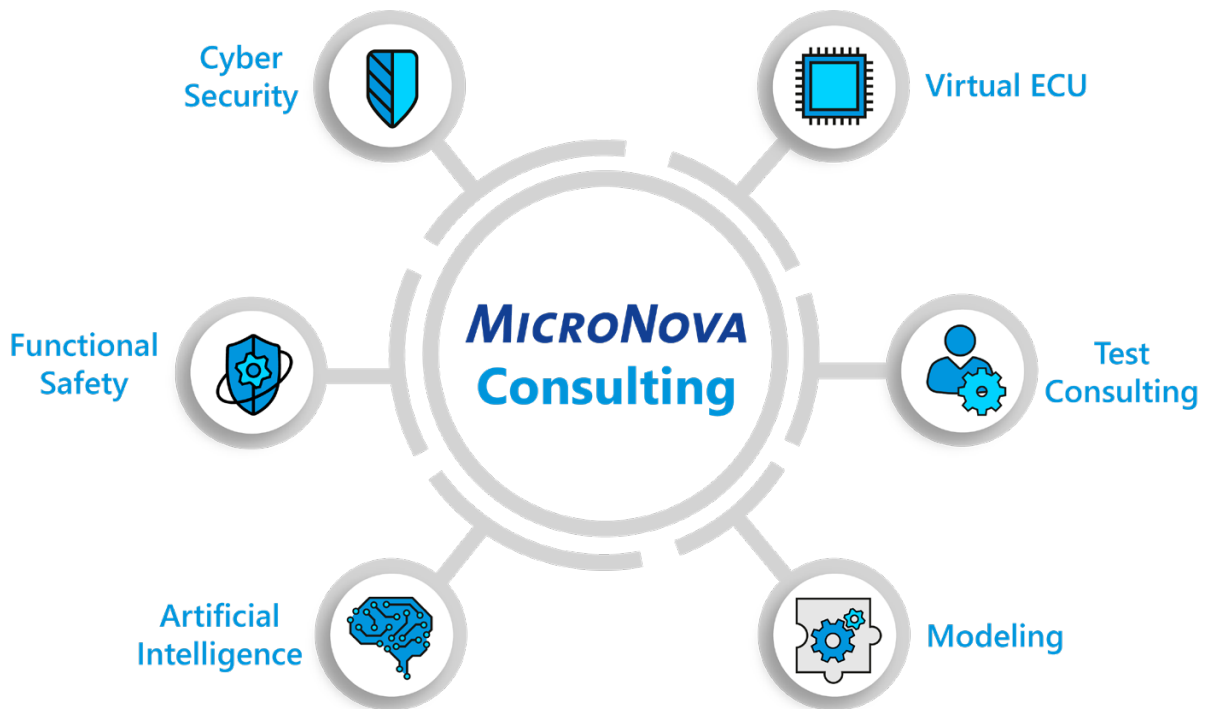 Cyber
Security
Virtual ECU
Functional
Safety
MICRONOVA
Consulting
Test
Consulting
Artificial
Intelligence
Modeling